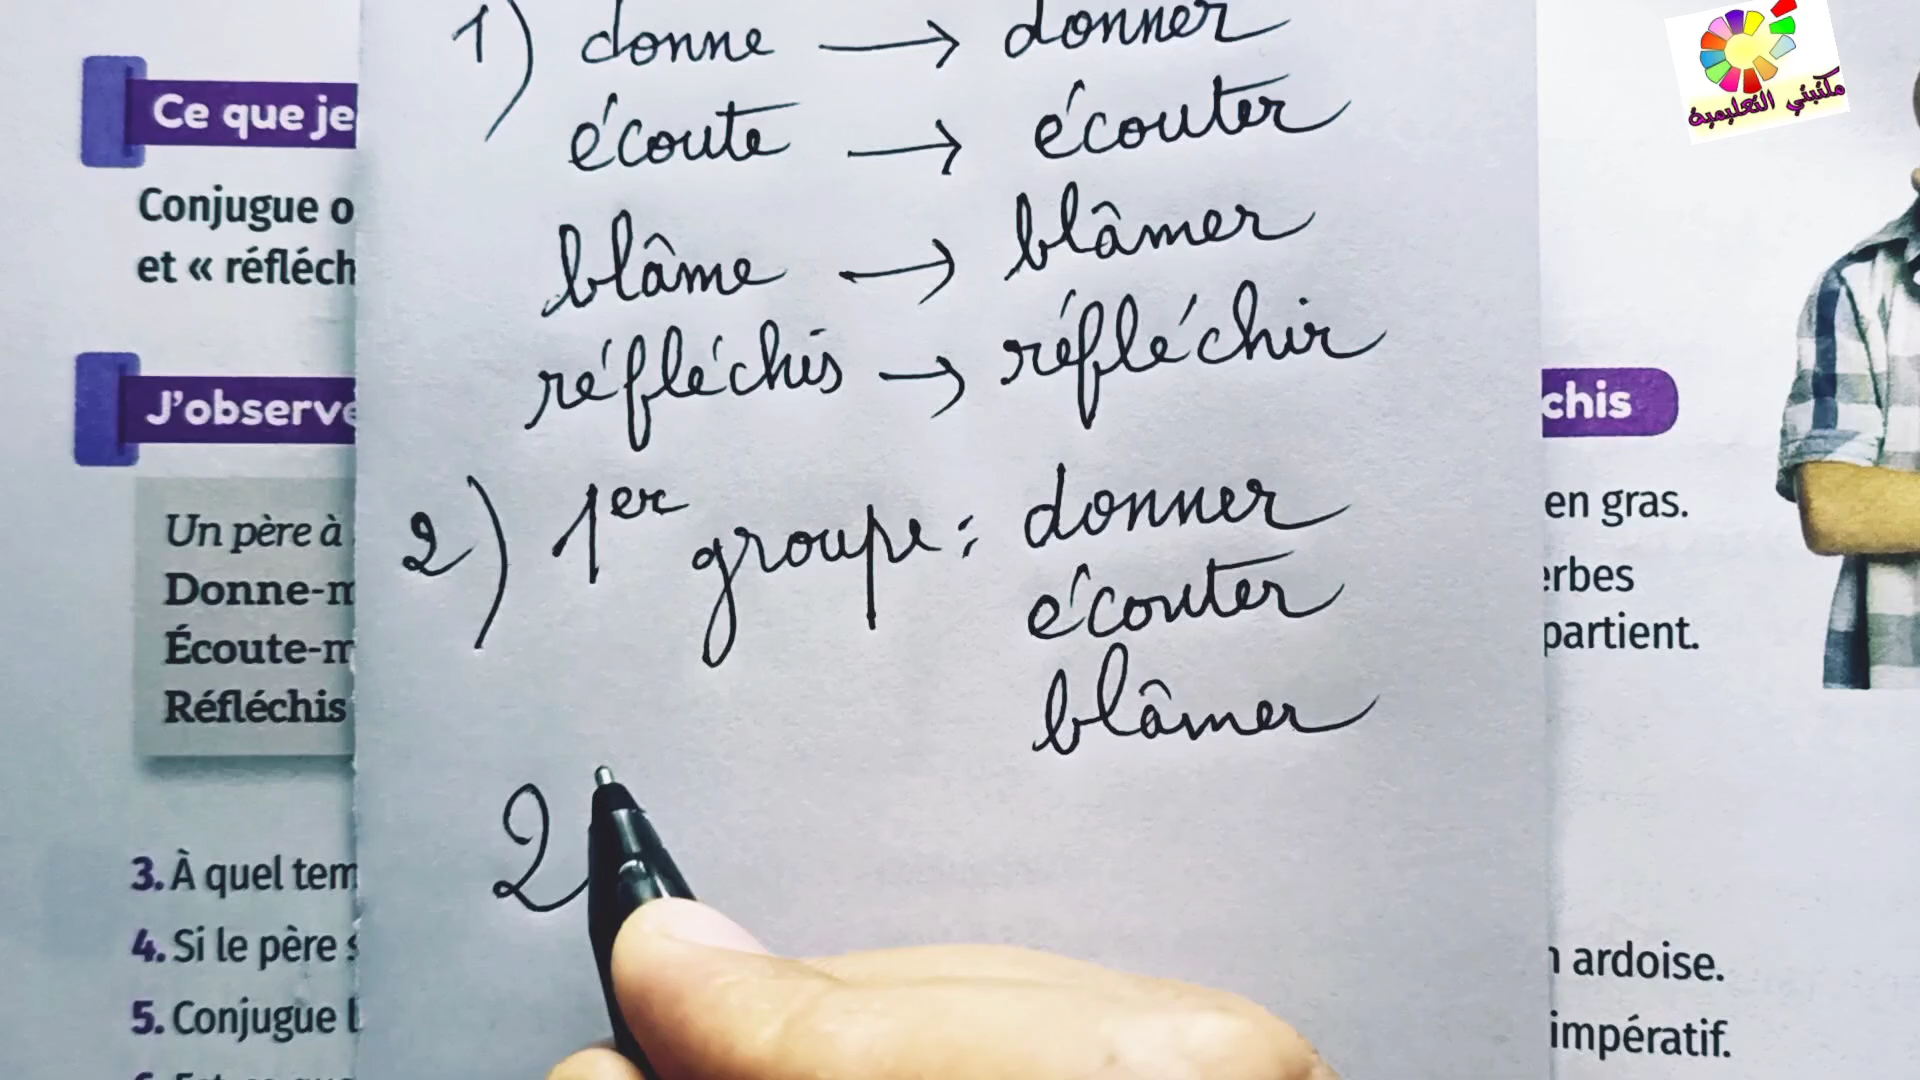 1) donne → donner
écoute → écouter
blâme → blâmer
réfléchis → réfléchir
2) 1er groupe : donner
écouter
blâmer
2
Ce que je
Conjugue
et « réfléch
J'observe
Un père à
Donne-m
Écoute-m
Réfléchis
3. À quel tem
4. Si le père s
5. Conjugue
chis
en gras.
erbes
partient.
ardoise.
impératif.
مكتبتي التعليمية